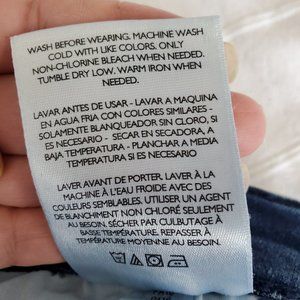 WASH BEFORE WEARING. MACHINE WASH
COLD WITH LIKE COLORS. ONLY
NON-CHLORINE BLEACH WHEN NEEDED.
TUMBLE DRY LOW. WARM IRON WHEN
NEEDED.
LAVAR ANTES DE USAR - LAVAR A MAQUINA
EN AGUA FRIA CON COLORES SIMILARES -
SI SOLAMENTE BLANQUEADOR SIN CLORO, SI
ES NECESARIO - SECAR EN SECADORA, A
BAJA TEMPERATURA - PLANCHAR A MEDIA
TEMPERATURA SI ES NECESARIO
LAVER AVANT DE PORTER. LAVER À LA
MACHINE À L'EAU FROIDE AVEC DES
COULEURS SEMBLABLES. UTILISER UN AGENT
DE BLANCHIMENT NON CHLORÉ SEULEMENT
AU BESOIN. SÉCHER PAR CULBUTAGE À
BASSE TEMPÉRATURE. REPASSER À
TEMPÉRATURE MOYENNE AU BESOIN.